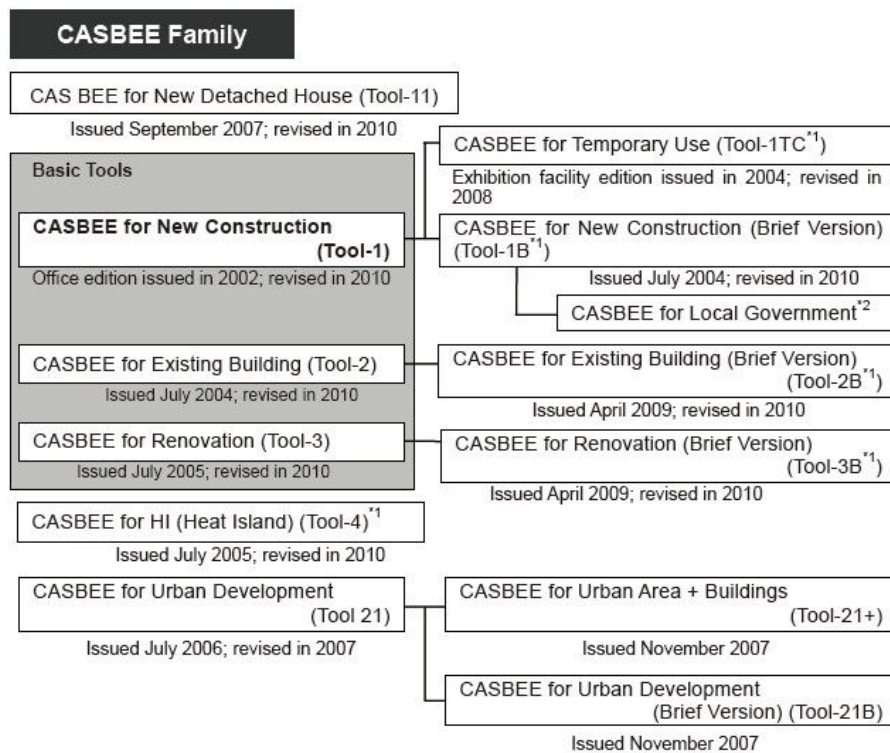 CASBEE Family
CAS BEE for New Detached House (Tool-11)
Issued September 2007; revised in 2010
Basic Tools
CASBEE for New Construction
(Tool-1)
Office edition issued in 2002; revised in 2010
CASBEE for Temporary Use (Tool-1TC*1)
Exhibition facility edition issued in 2004; revised in
2008
CASBEE for New Construction (Brief Version)
(Tool-1B*1)
Issued July 2004; revised in 2010
CASBEE for Local Government*2
CASBEE for Existing Building (Tool-2)
Issued July 2004; revised in 2010
CASBEE for Existing Building (Brief Version)
(Tool-2B*1)
Issued April 2009; revised in 2010
CASBEE for Renovation (Tool-3)
Issued July 2005; revised in 2010
CASBEE for Renovation (Brief Version)
(Tool-3B*1)
Issued April 2009; revised in 2010
CASBEE for HI (Heat Island) (Tool-4)*1
Issued July 2005; revised in 2010
CASBEE for Urban Development
(Tool 21)
Issued July 2006; revised in 2007
CASBEE for Urban Area + Buildings
(Tool-21+)
Issued November 2007
CASBEE for Urban Development
(Brief Version) (Tool-21B)
Issued November 2007